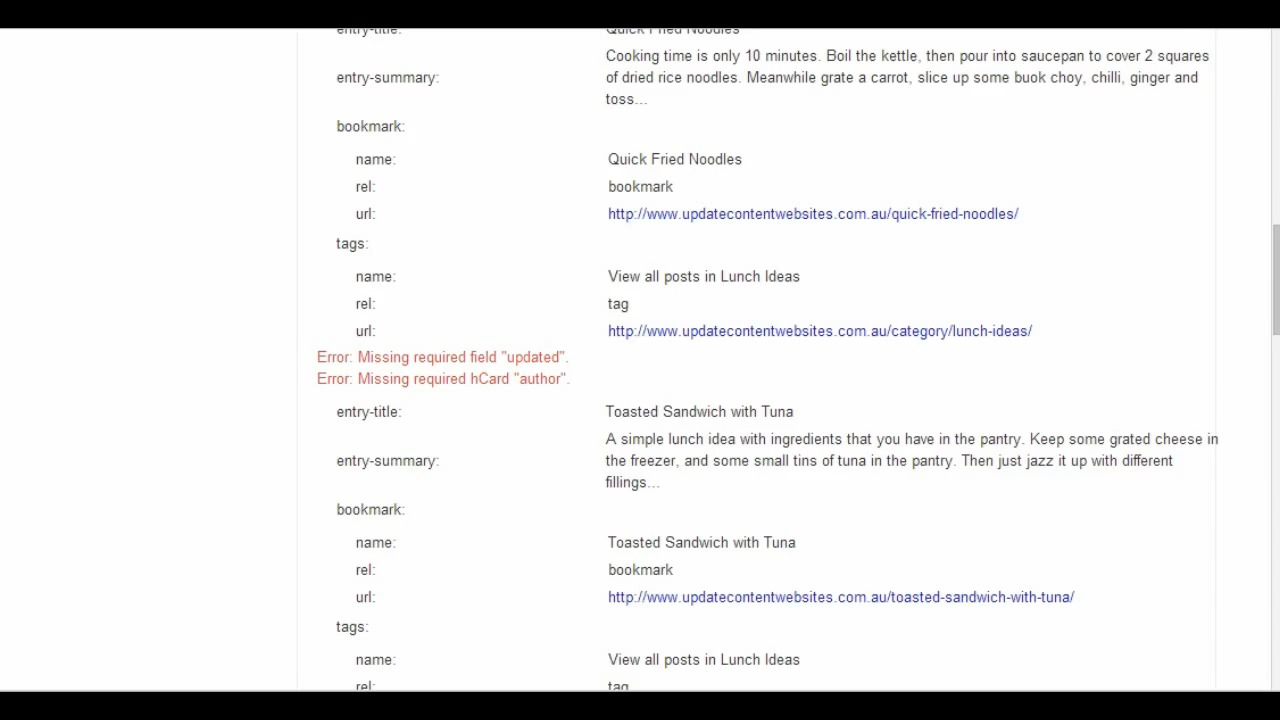 entry-title: Quick Fried Noodles
Cooking time is only 10 minutes. Boil the kettle, then pour into saucepan to cover 2 squares
entry-summary: of dried rice noodles. Meanwhile grate a carrot, slice up some buok choy, chilli, ginger and
toss...
bookmark:
name: Quick Fried Noodles
rel: bookmark
url: http://www.updatecontentwebsites.com.au/quick-fried-noodles/
tags:
name: View all posts in Lunch Ideas
rel: tag
url: http://www.updatecontentwebsites.com.au/category/lunch-ideas/
Error: Missing required field "updated".
Error: Missing required hCard "author".
entry-title: Toasted Sandwich with Tuna
A simple lunch idea with ingredients that you have in the pantry. Keep some grated cheese in
entry-summary: the freezer, and some small tins of tuna in the pantry. Then just jazz it up with different
fillings...
bookmark:
name: Toasted Sandwich with Tuna
rel: bookmark
url: http://www.updatecontentwebsites.com.au/toasted-sandwich-with-tuna/
tags:
name: View all posts in Lunch Ideas
rel: tag